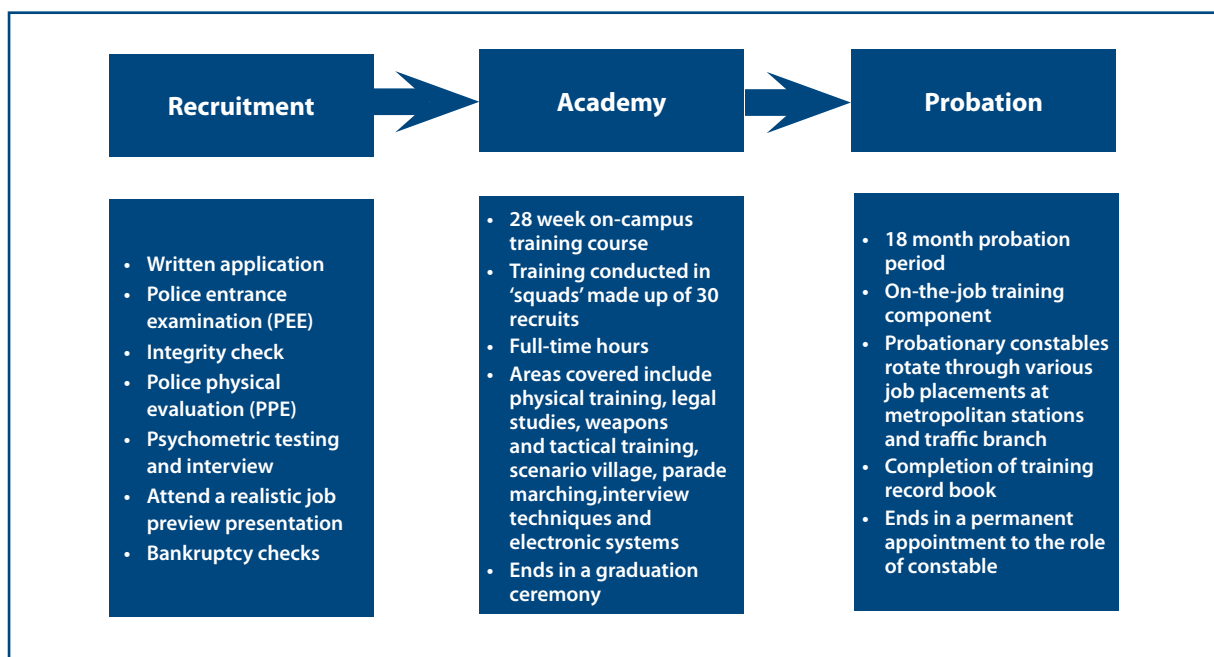 Recruitment
Academy
Probation
• Written application
• Police entrance
examination (PEE)
• Integrity check
• Police physical
evaluation (PPE)
• Psychometric testing
and interview
• Attend a realistic job
preview presentation
• Bankruptcy checks
• 28 week on-campus
training course
• Training conducted in
‘squads’ made up of 30
recruits
• Full-time hours
• Areas covered include
physical training, legal
studies, weapons
and tactical training,
scenario village, parade
marching,interview
techniques and
electronic systems
• Ends in a graduation
ceremony
• 18 month probation
period
• On-the-job training
component
• Probationary constables
rotate through various
job placements at
metropolitan stations
and traffic branch
• Completion of training
record book
• Ends in a permanent
appointment to the role
of constable